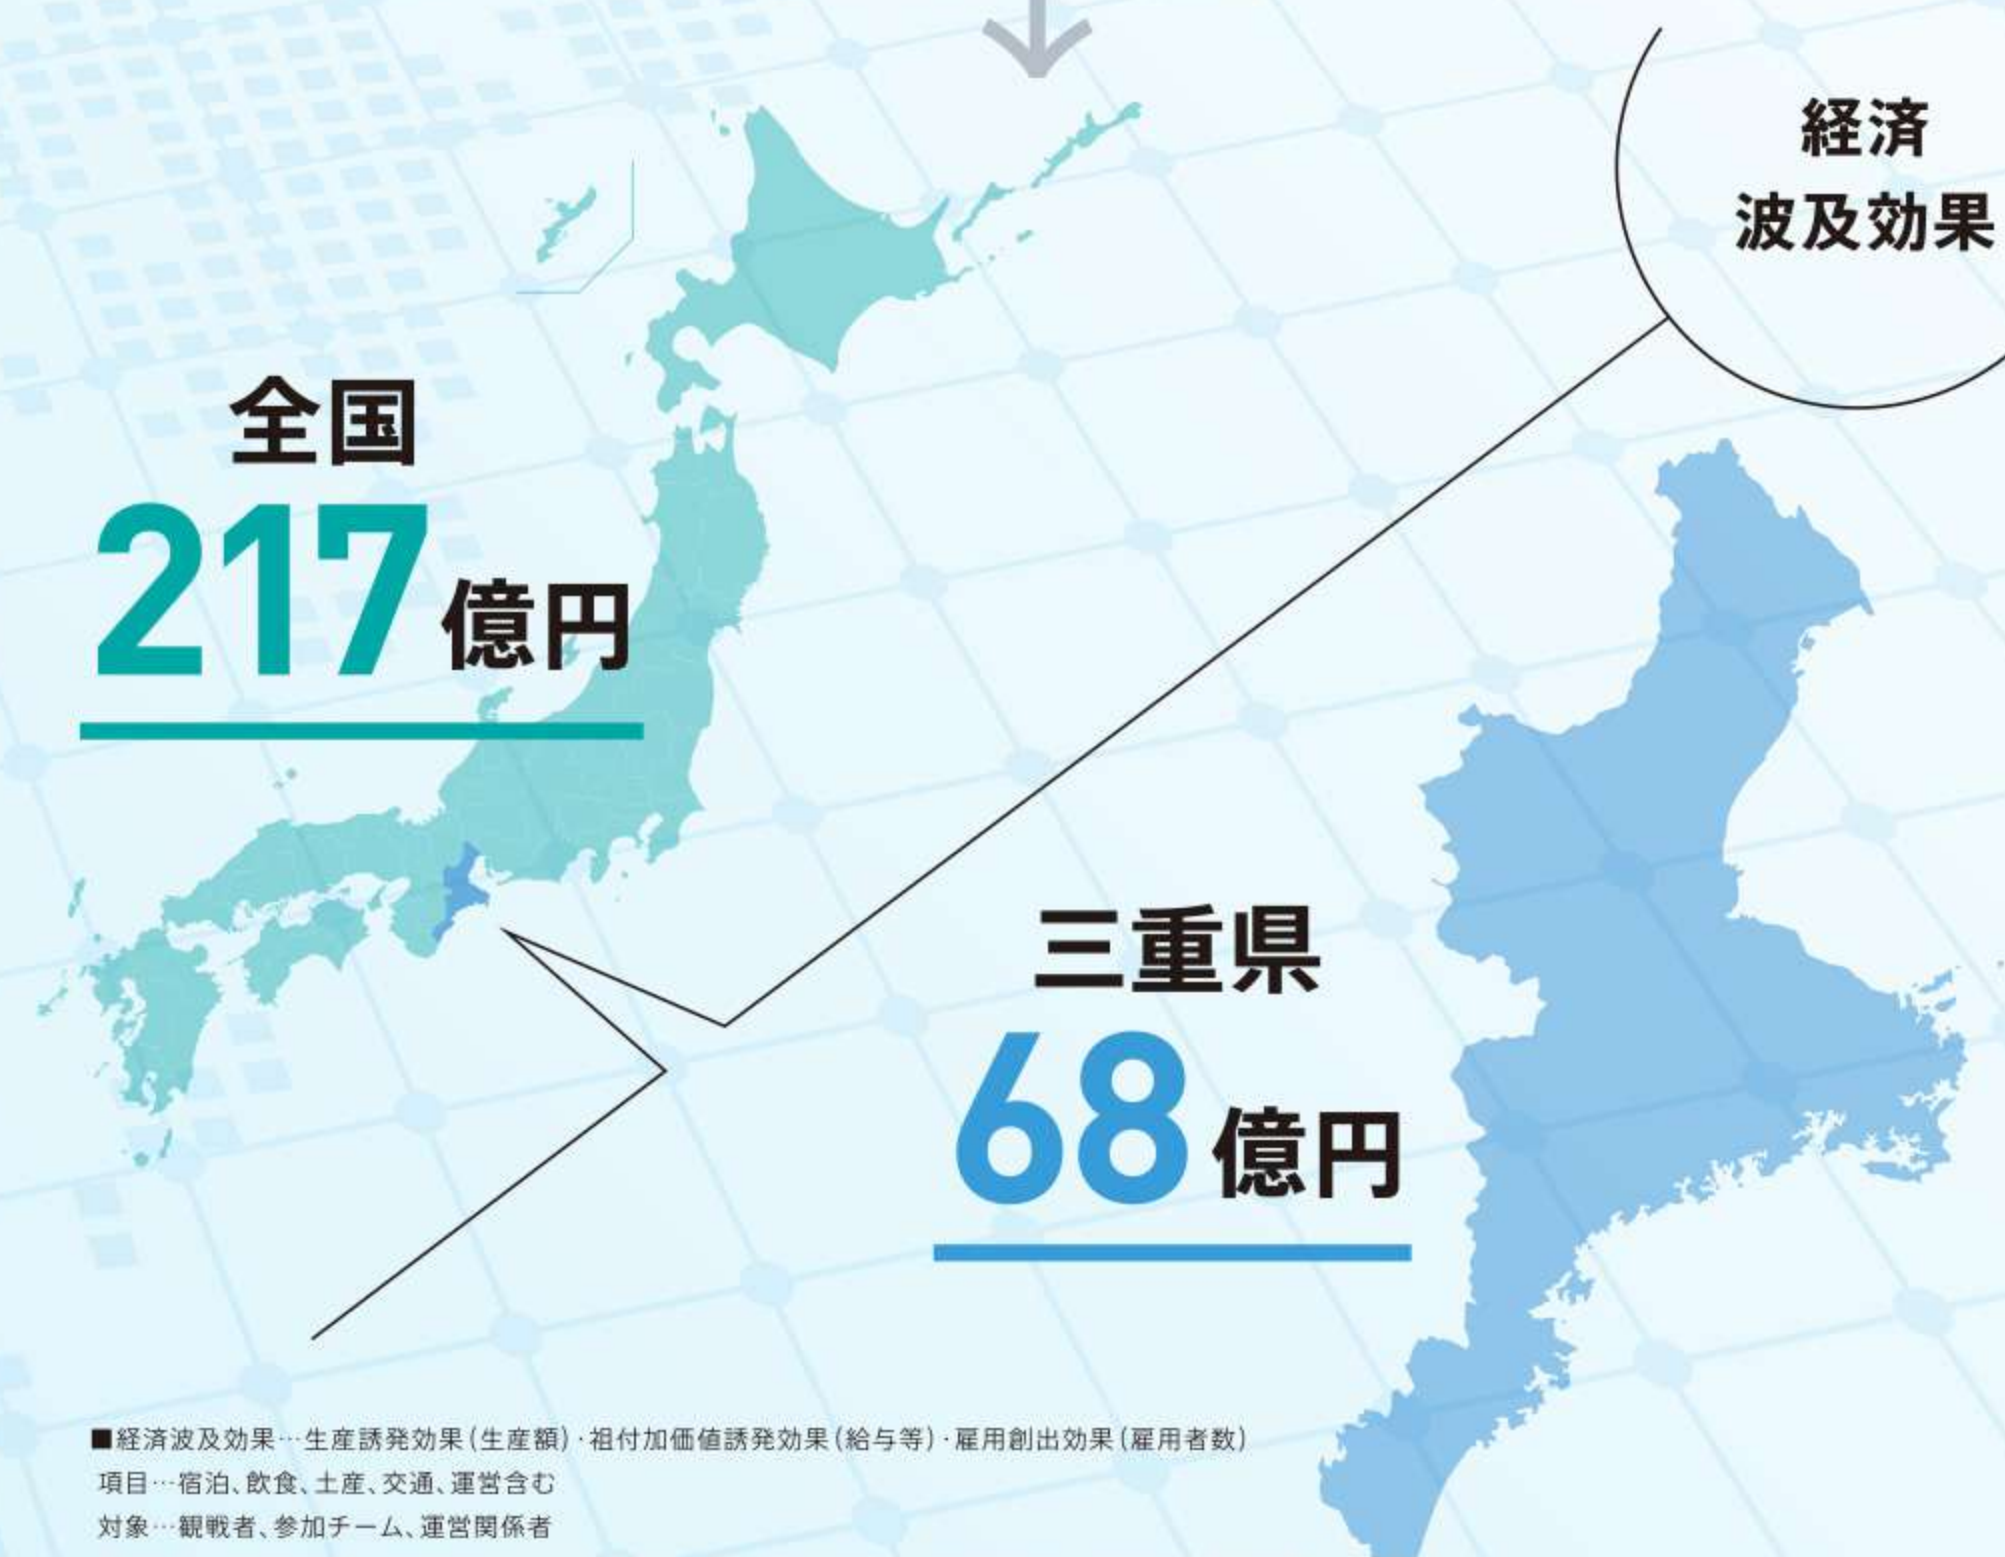 経済
波及効果
全国
217億円
三重県
68億円
■経済波及効果…生産誘発効果(生産額)·祖付加価値誘発効果(給与等)·雇用創出効果(雇用者数)
項目…宿泊、飲食、土産、交通、運営含む
対象…観戦者、参加チーム、運営関係者